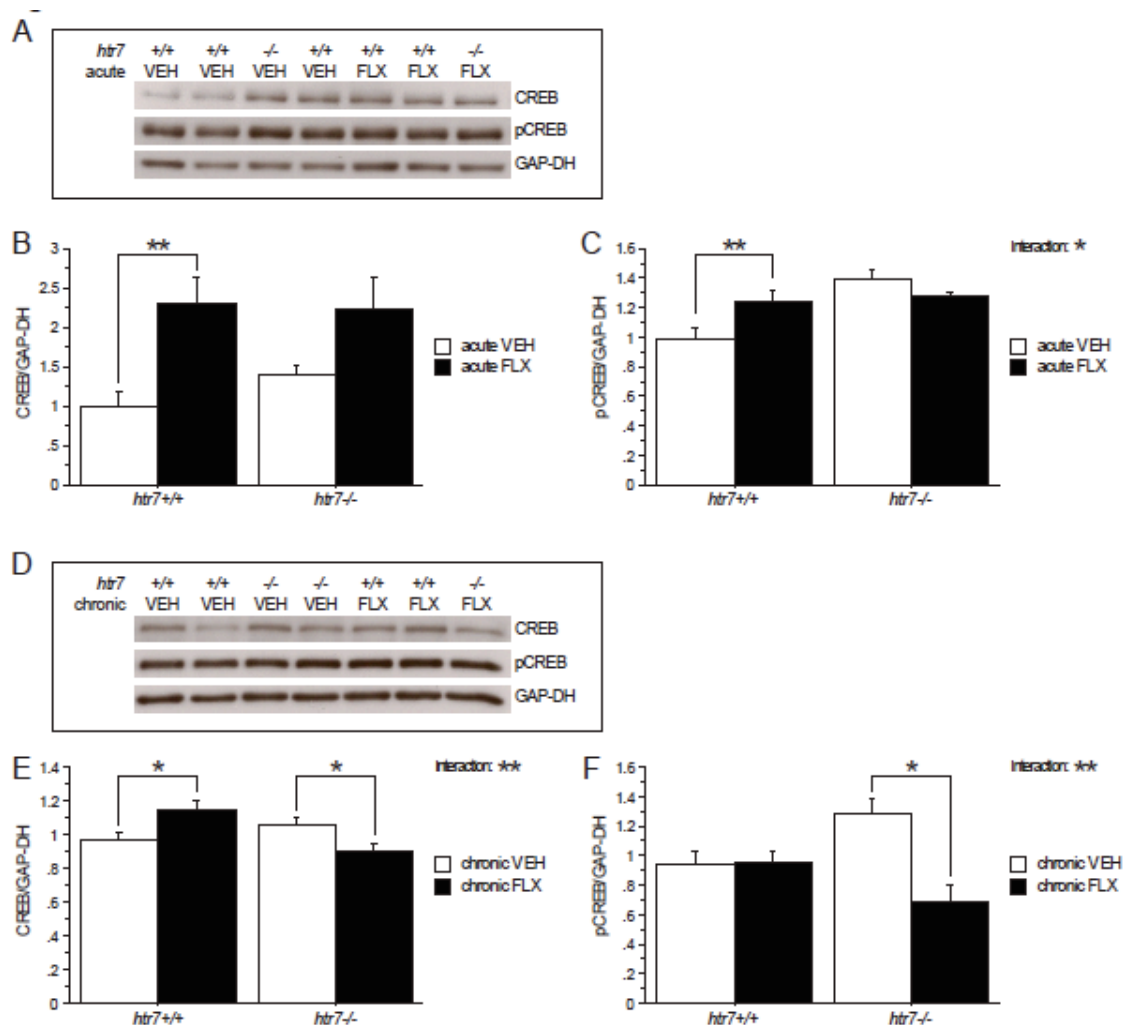 A
htr7 +/+ +/+ -/- +/+ +/+ +/+ -/-
acute VEH VEH VEH VEH FLX FLX FLX
CREB
pCREB
GAP-DH
B
**
3
2.5
2
1.5
1
.5
0
CREB/GAP-DH
htr7+/+ htr7-/-
acute VEH
acute FLX
C
**
Interaction: *
1.6
1.4
1.2
1
.8
.6
.4
.2
0
pCREB/GAP-DH
htr7+/+ htr7-/-
acute VEH
acute FLX
D
htr7 +/+ +/+ -/- -/- +/+ +/+ -/-
chronic VEH VEH VEH VEH FLX FLX FLX
CREB
pCREB
GAP-DH
E
* *
Interaction: **
1.4
1.2
1
.8
.6
.4
.2
0
CREB/GAP-DH
htr7+/+ htr7-/-
chronic VEH
chronic FLX
F
*
Interaction: **
1.6
1.4
1.2
1
.8
.6
.4
.2
0
pCREB/GAP-DH
htr7+/+ htr7-/-
chronic VEH
chronic FLX